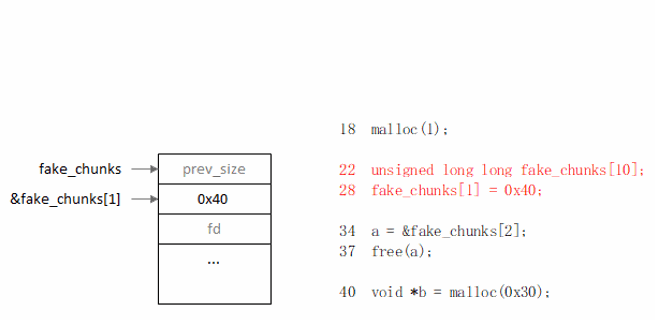 18 malloc(1);
fake_chunks
prev_size
22 unsigned long long fake_chunks[10];
&fake_chunks[1]
0x40
28 fake_chunks[1] = 0x40;
fd
34 a = &fake_chunks[2];
37 free(a);
...
40 void *b = malloc(0x30);